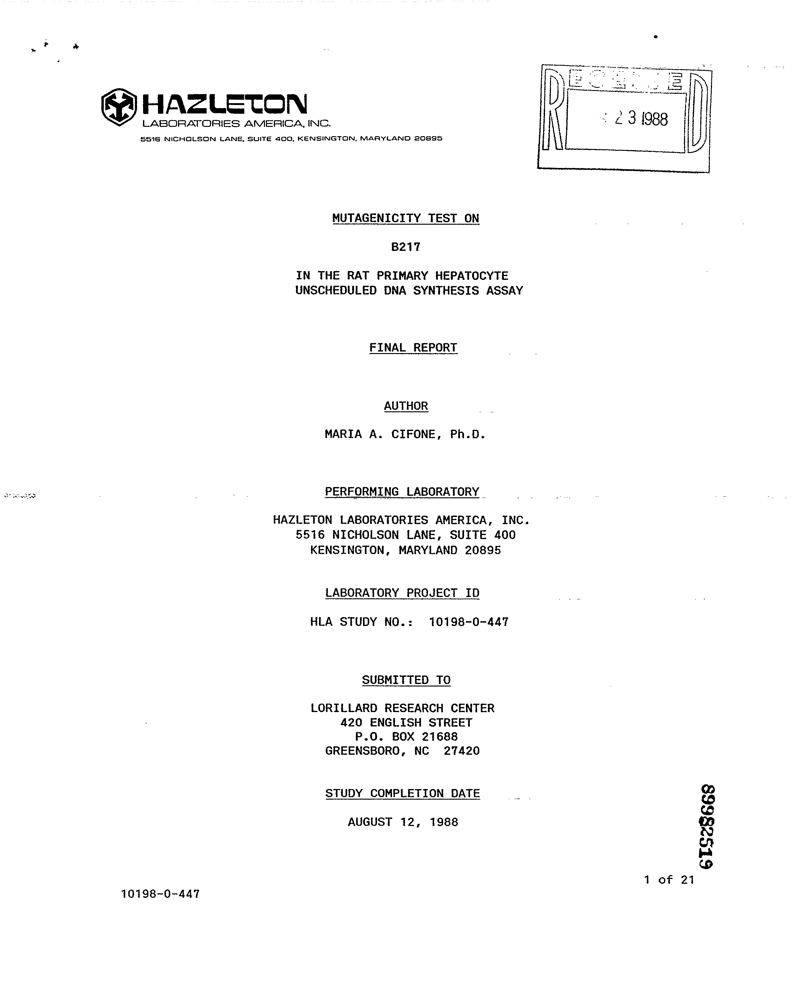 HAZLETON
LABORATORIES AMERICA, INC.
5516 NICHOLSON LANE, SUITE 400, KENSINGTON, MARYLAND 20895
RECEIVED
23 1988
MUTAGENICITY TEST ON
B217
IN THE RAT PRIMARY HEPATOCYTE
UNSCHEDULED DNA SYNTHESIS ASSAY
FINAL REPORT
AUTHOR
MARIA A. CIFONE, Ph.D.
PERFORMING LABORATORY
HAZLETON LABORATORIES AMERICA, INC.
5516 NICHOLSON LANE, SUITE 400
KENSINGTON, MARYLAND 20895
LABORATORY PROJECT ID
HLA STUDY NO.: 10198-0-447
SUBMITTED TO
LORILLARD RESEARCH CENTER
420 ENGLISH STREET
P.O. BOX 21688
GREENSBORO, NC 27420
STUDY COMPLETION DATE
AUGUST 12, 1988
89982519
1 of 21
10198-0-447